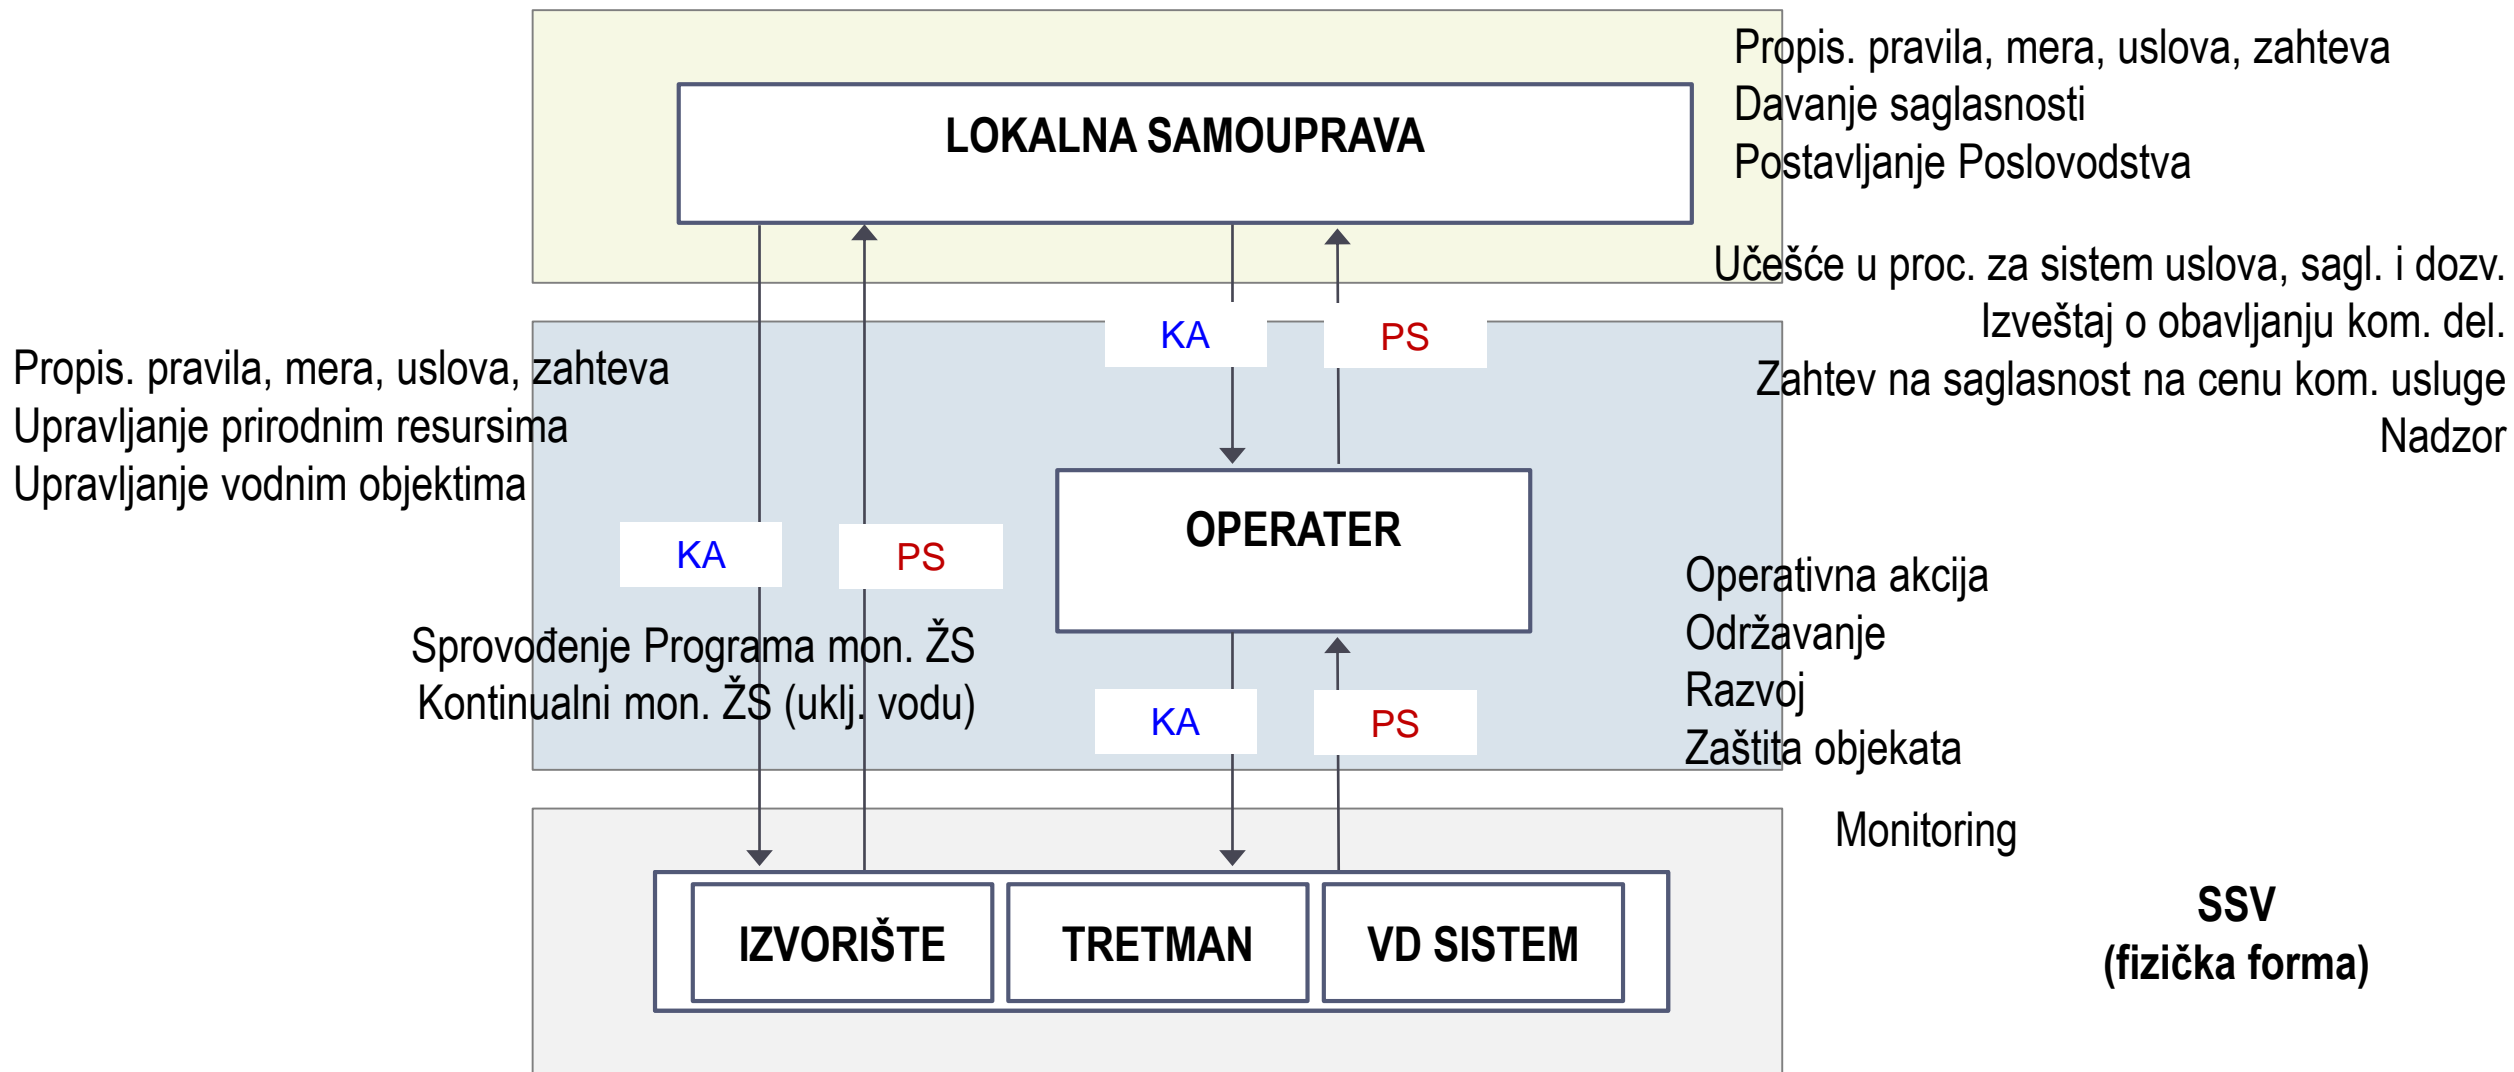 Propis. pravila, mera, uslova, zahteva
Davanje saglasnosti
Postavljanje Poslovodstva
LOKALNA SAMOUPRAVA
Učešće u proc. za sistem uslova, sagl. i dozv.
Izveštaj o obavljanju kom. del.
Zahtev na saglasnost na cenu kom. usluge
Nadzor
KA
PS
Propis. pravila, mera, uslova, zahteva
Upravljanje prirodnim resursima
Upravljanje vodnim objektima
OPERATER
KA
PS
Operativna akcija
Održavanje
Razvoj
Zaštita objekata
Sprovođenje Programa mon. ŽS
Kontinualni mon. ŽS (uklj. vodu)
KA
PS
Monitoring
SSV
(fizička forma)
IZVORIŠTE
TRETMAN
VD SISTEM